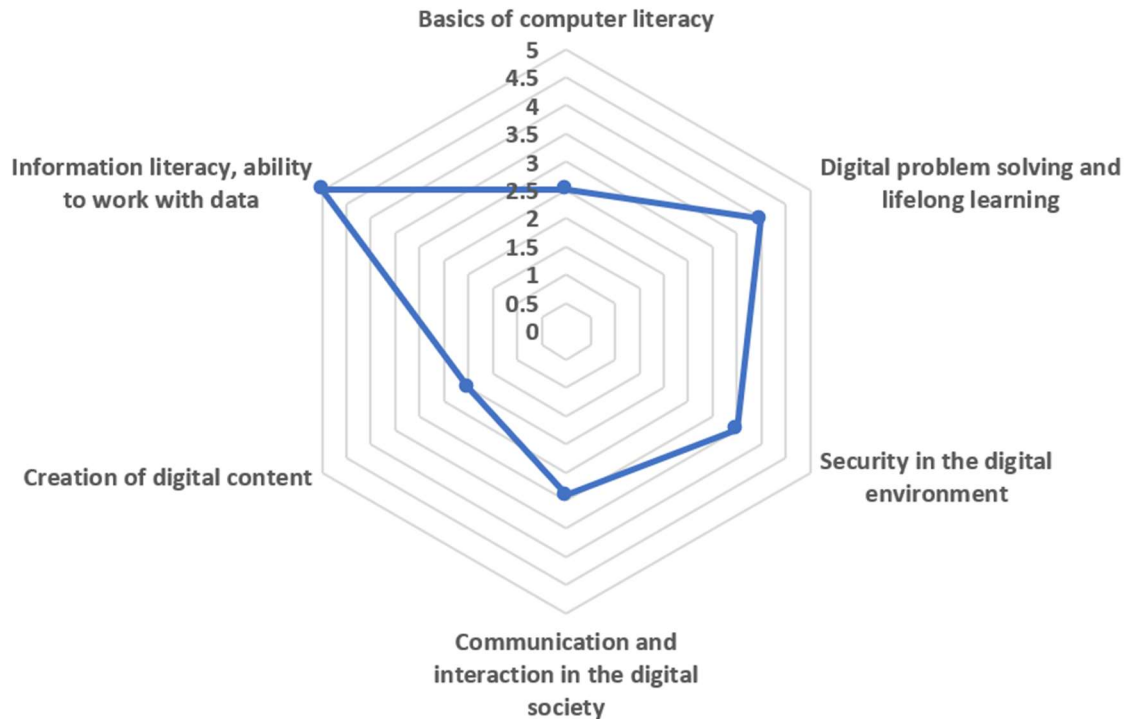 Basics of computer literacy
5
4.5
4
3.5
3
2.5
2
1.5
1
0.5
0
Information literacy, ability
to work with data
Digital problem solving and
lifelong learning
Creation of digital content
Security in the digital
environment
Communication and
interaction in the digital
society